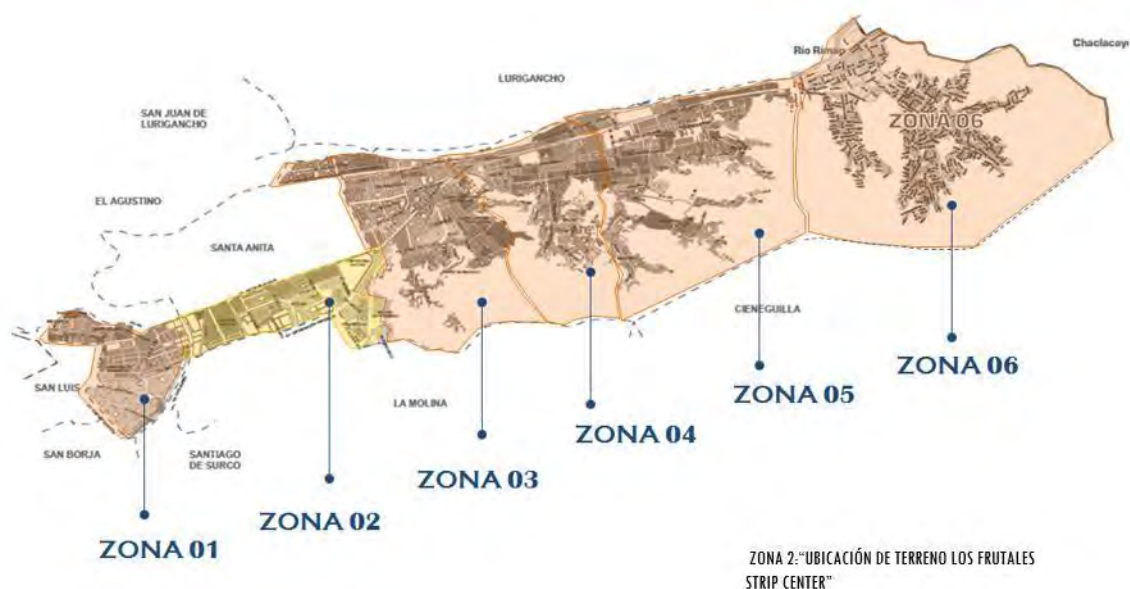 Rio Rimac
Chaclacayo
LURIGANCHO
SAN JUAN DE
LURIGANCHO
ZONA 06
EL AGUSTINO
SANTA ANITA
CIENEGUILLA
SAN LUIS
LA MOLINA
SAN BORJA
SANTIAGO
DE SURCO
ZONA 06
ZONA 05
ZONA 04
ZONA 03
ZONA 02
ZONA 01
ZONA 2:“UBICACIÓN DE TERRENO LOS FRUTALES
STRIP CENTER”